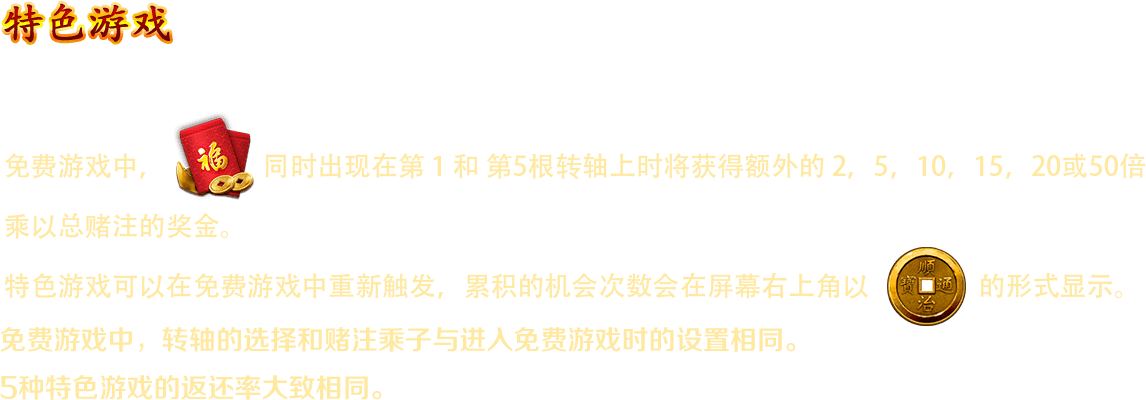 特色游戏
免费游戏中， 福 同时出现在第 1 和 第5根转轴上时将获得额外的 2，5，10，15，20或50倍
乘以总赌注的奖金。
特色游戏可以在免费游戏中重新触发，累积的机会次数会在屏幕右上角以 順治通寳 的形式显示。
免费游戏中，转轴的选择和赌注乘子与进入免费游戏时的设置相同。
5种特色游戏的返还率大致相同。